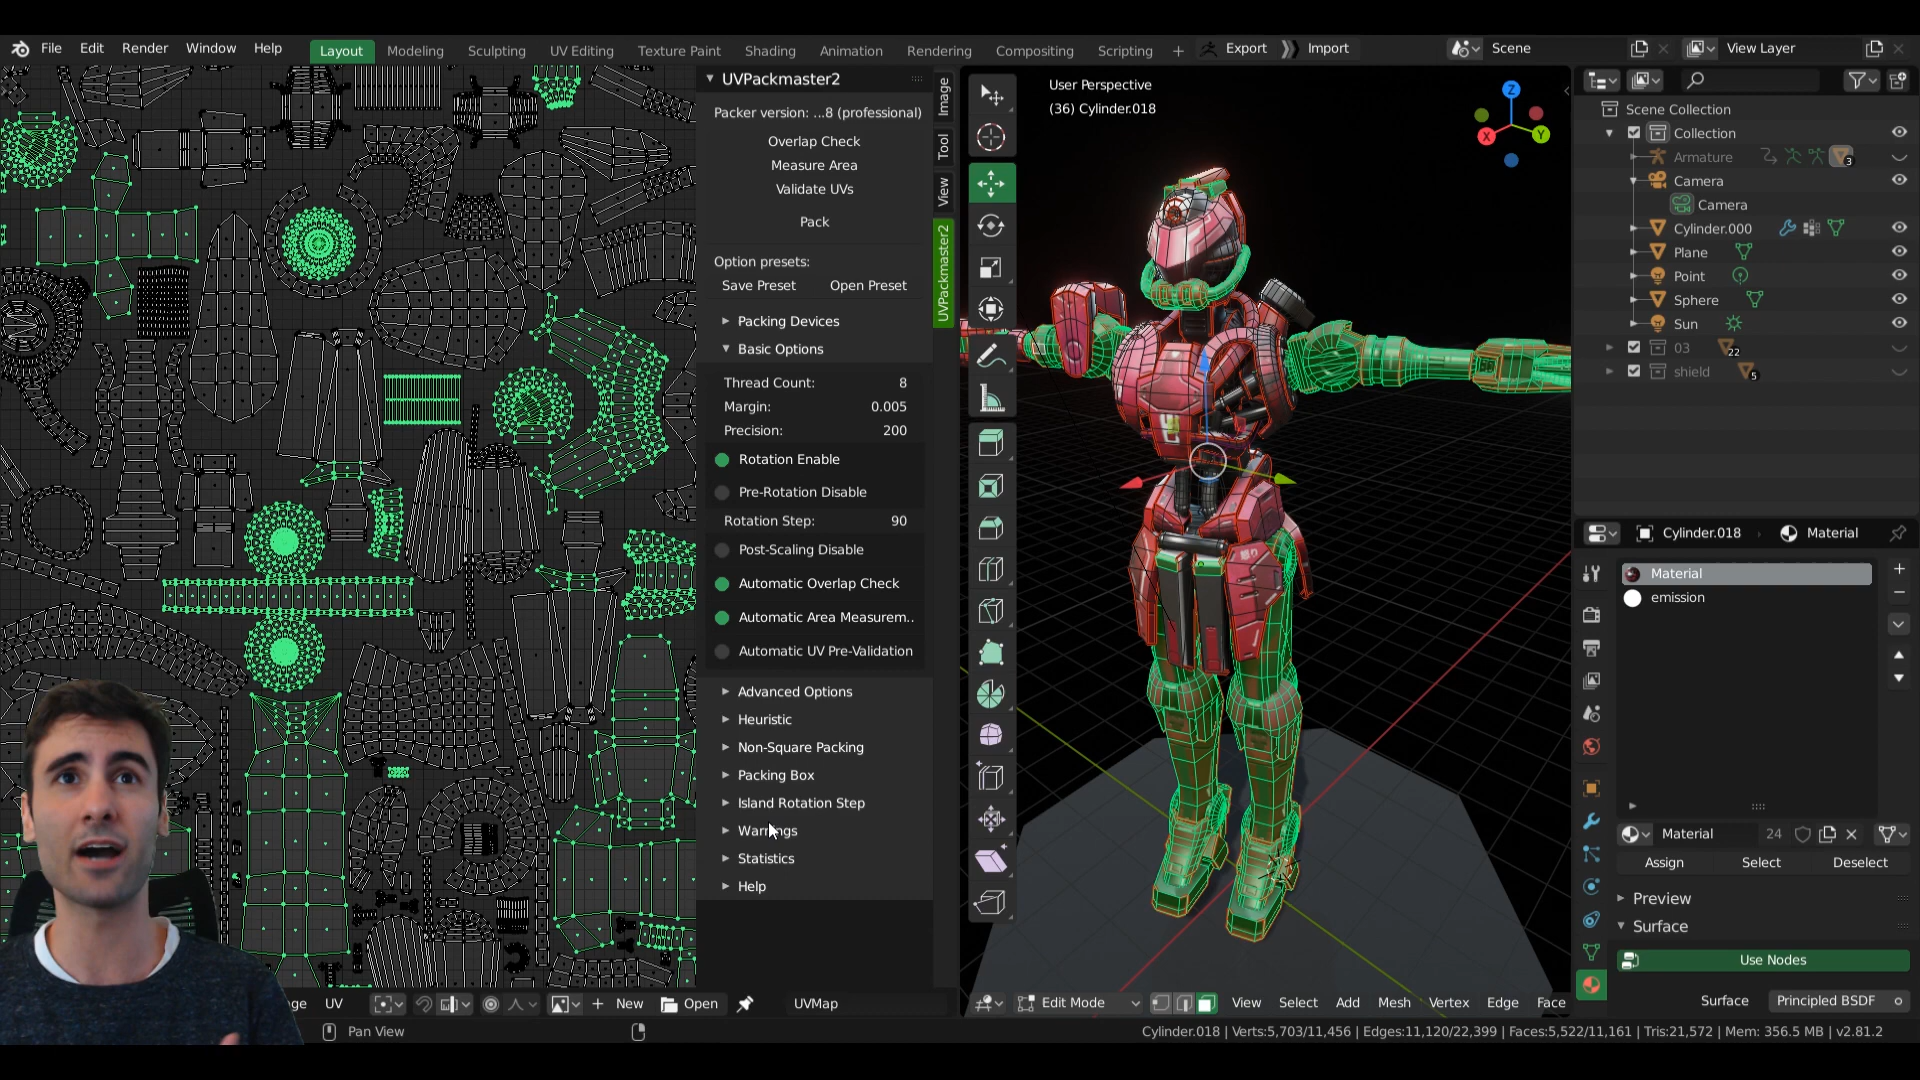 File Edit Render Window Help
Layout Modeling Sculpting UV Editing Texture Paint Shading Animation Rendering Compositing Scripting +
Export Import
Scene
View Layer
UVPackmaster2
Packer version: ...8 (professional)
Overlap Check
Measure Area
Validate UVs
Pack
Option presets:
Save Preset Open Preset
Packing Devices
Basic Options
Thread Count: 8
Margin: 0.005
Precision: 200
Rotation Enable
Pre-Rotation Disable
Rotation Step: 90
Post-Scaling Disable
Automatic Overlap Check
Automatic Area Measurem..
Automatic UV Pre-Validation
Advanced Options
Heuristic
Non-Square Packing
Packing Box
Island Rotation Step
Warnings
Statistics
Help
Image
Tool
View
UVPackmaster2
User Perspective
(36) Cylinder.018
Z
X
Y
Scene Collection
Collection
Armature 3
Camera
Camera
Cylinder.000
Plane
Point
Sphere
Sun
03 22
shield 5
Cylinder.018 Material
Material
emission
Material 24
Assign Select Deselect
Preview
Surface
Use Nodes
Surface Principled BSDF
ge UV New Open UVMap
Edit Mode View Select Add Mesh Vertex Edge Face
Pan View
Cylinder.018 | Verts:5,703/11,456 | Edges:11,120/22,399 | Faces:5,522/11,161 | Tris:21,572 | Mem: 356.5 MB | v2.81.2